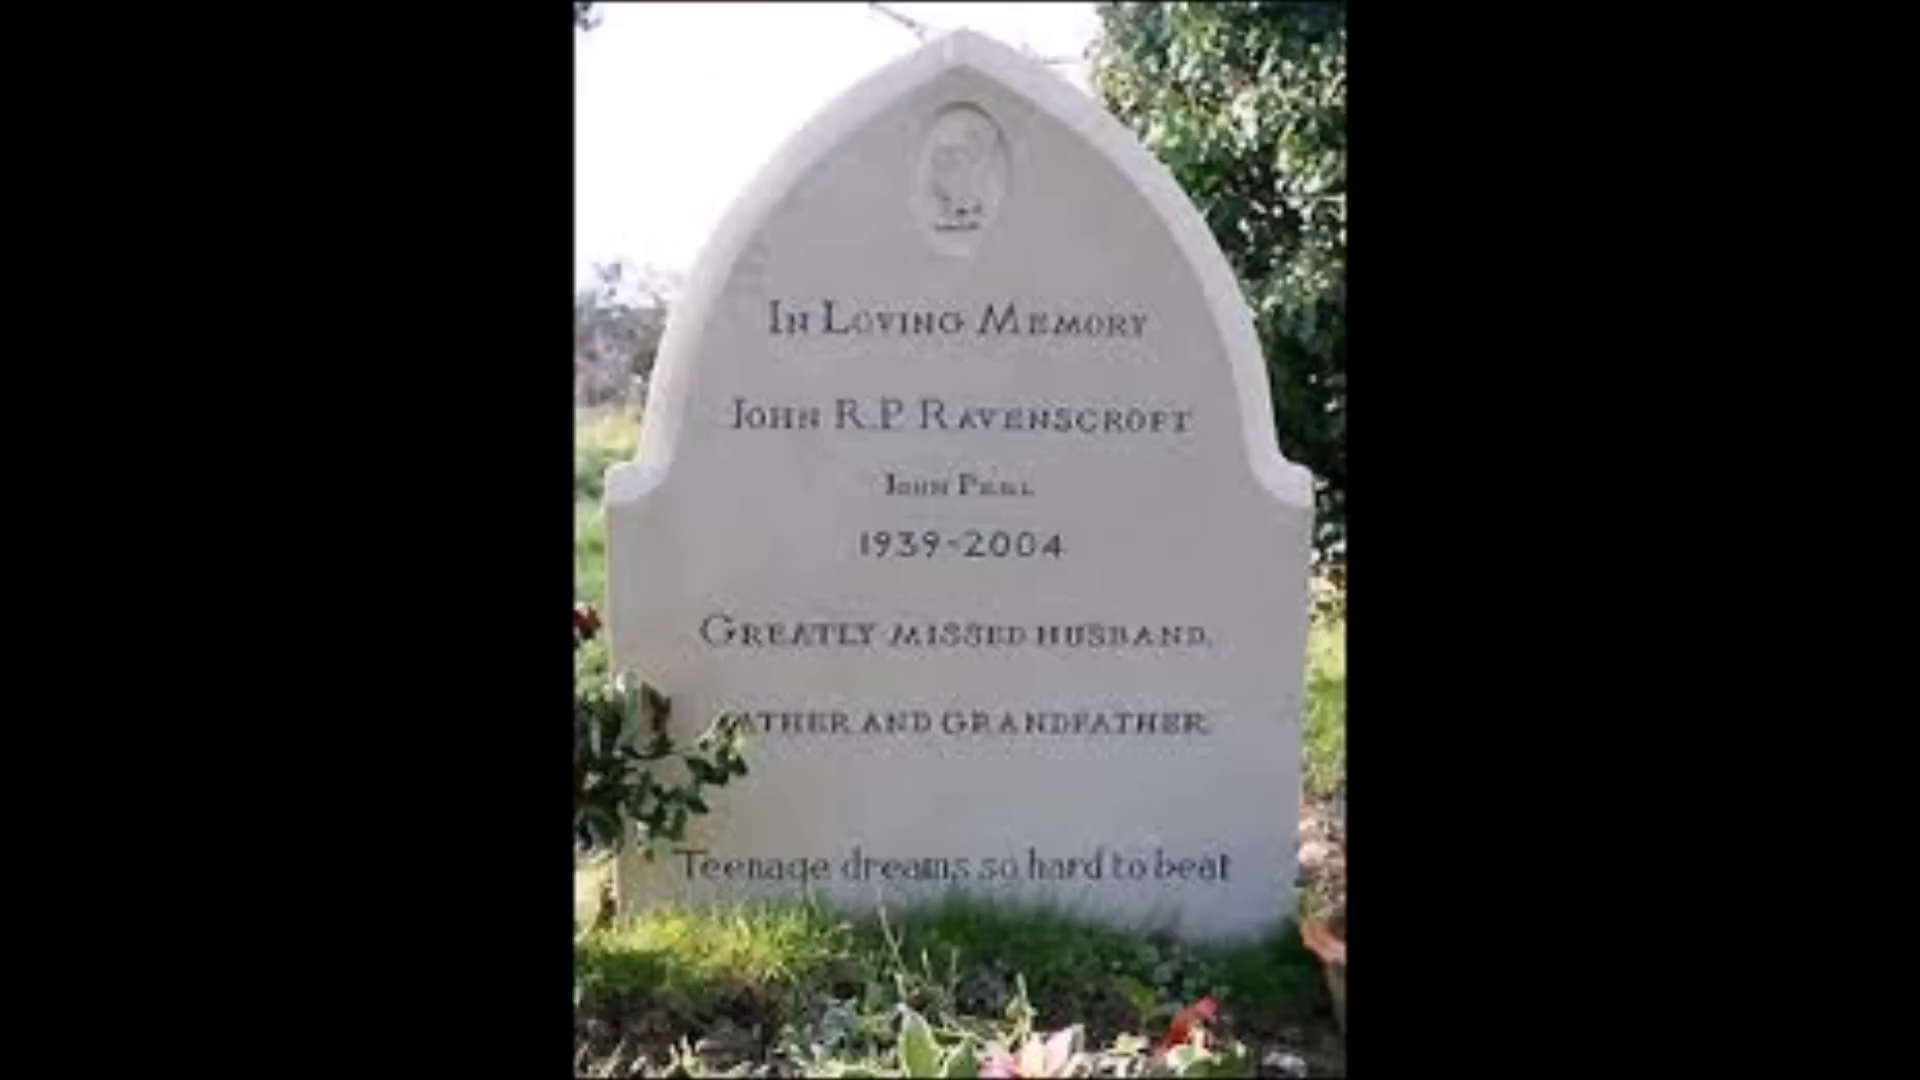 In Loving Memory
John R.P. Ravenscroft
John Peel
1939-2004
Greatly missed husband,
father and grandfather
Teenage dreams so hard to beat